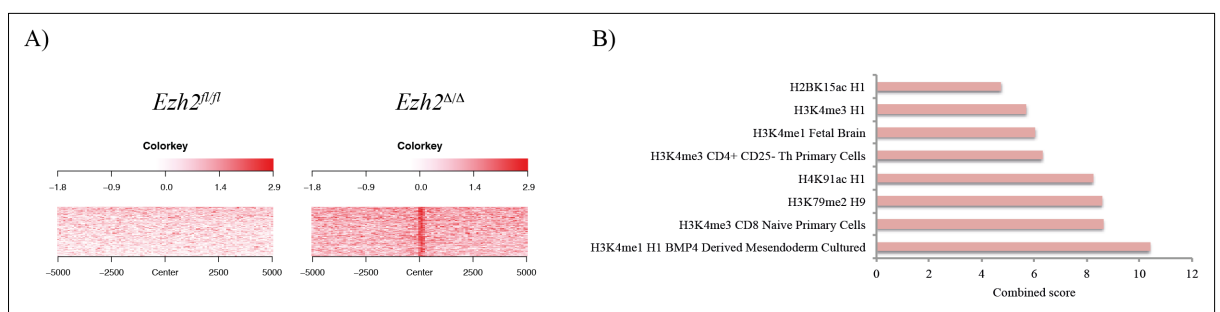 A)
Ezh2fl/fl
Ezh2Δ/Δ
Colorkey
Colorkey
−1.8 −0.9 0.0 1.4 2.9
−1.8 −0.9 0.0 1.4 2.9
−5000 −2500 Center 2500 5000
−5000 −2500 Center 2500 5000
B)
H2BK15ac H1
H3K4me3 H1
H3K4me1 Fetal Brain
H3K4me3 CD4+ CD25- Th Primary Cells
H4K91ac H1
H3K79me2 H9
H3K4me3 CD8 Naive Primary Cells
H3K4me1 H1 BMP4 Derived Mesendoderm Cultured
0 2 4 6 8 10 12
Combined score